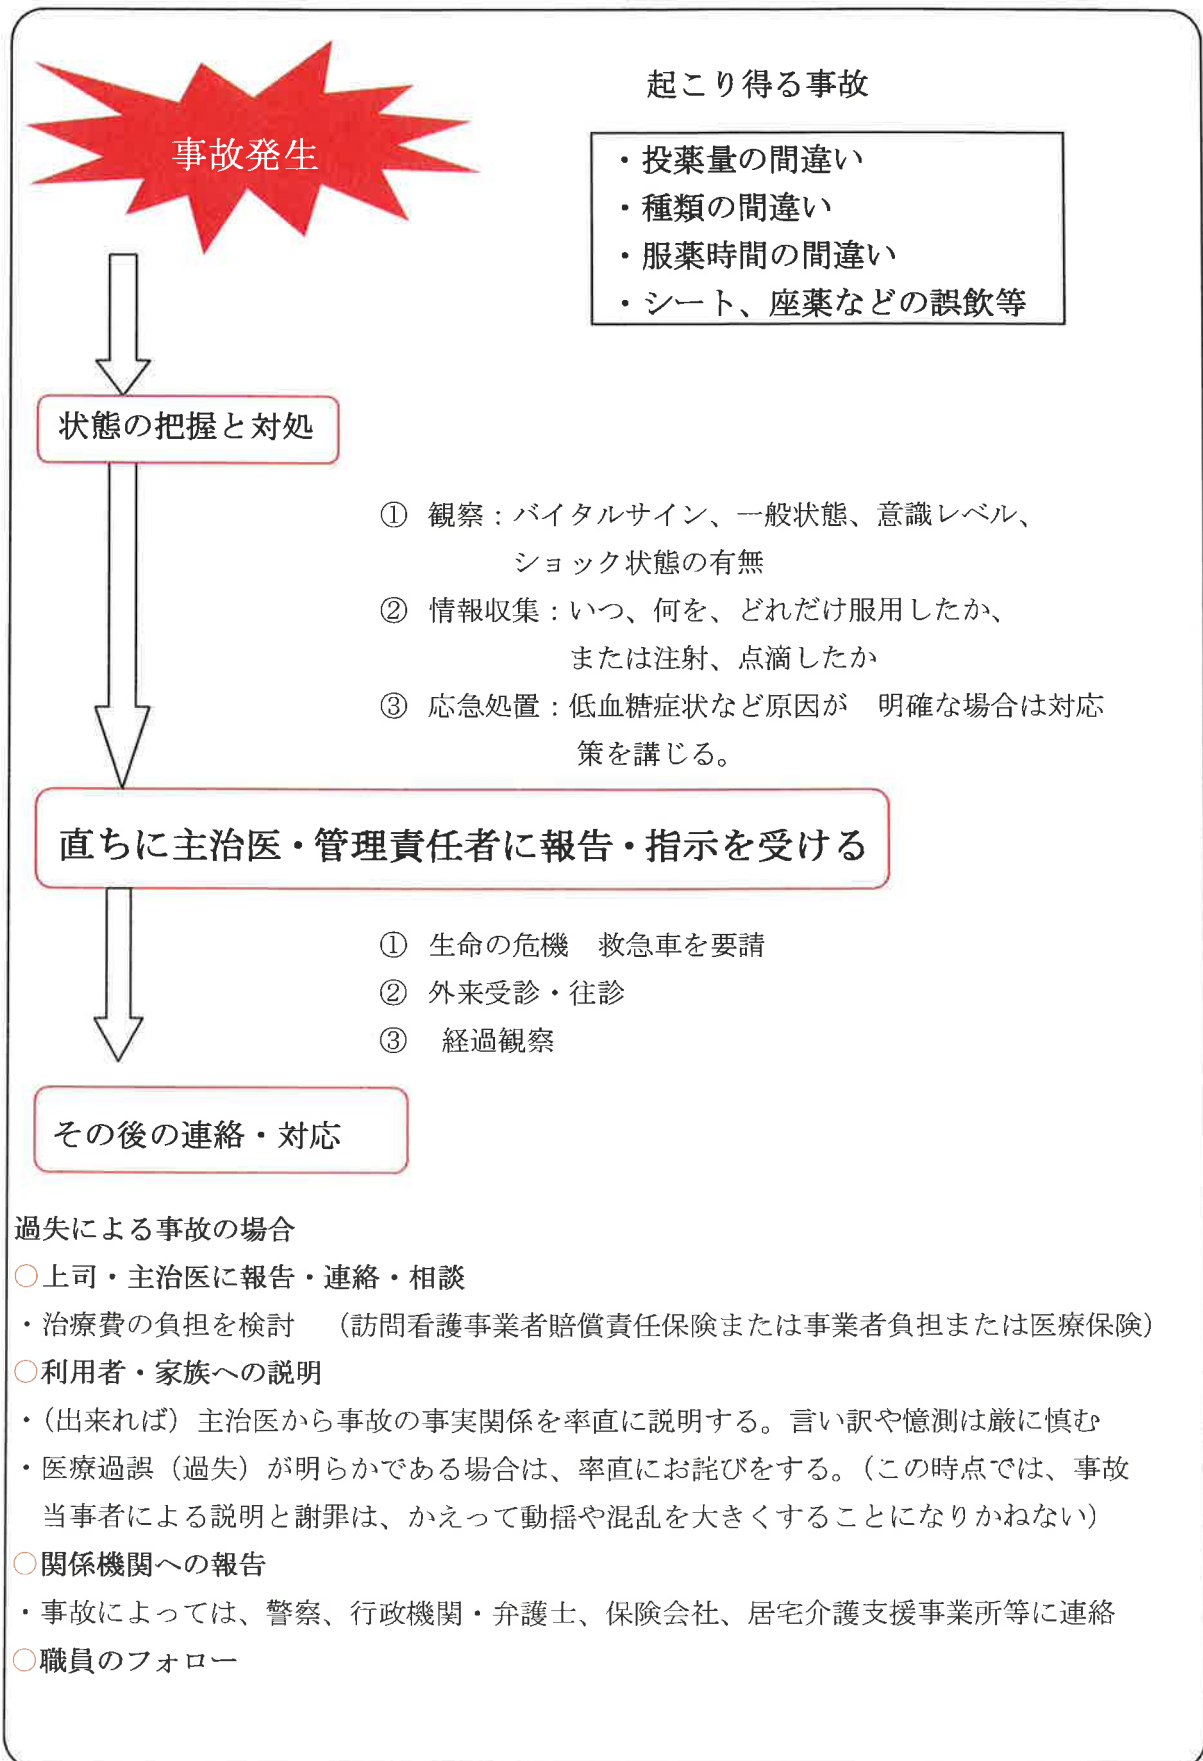 事故発生
起こり得る事故
・投薬量の間違い
・種類の間違い
・服薬時間の間違い
・シート、座薬などの誤飲等
状態の把握と対処
① 観察：バイタルサイン、一般状態、意識レベル、
ショック状態の有無
② 情報収集：いつ、何を、どれだけ服用したか、
または注射、点滴したか
③ 応急処置：低血糖症状など原因が　明確な場合は対応
策を講じる。
直ちに主治医・管理責任者に報告・指示を受ける
① 生命の危機　救急車を要請
② 外来受診・往診
③　経過観察
その後の連絡・対応
過失による事故の場合
○上司・主治医に報告・連絡・相談
・治療費の負担を検討　（訪問看護事業者賠償責任保険または事業者負担または医療保険）
○利用者・家族への説明
・（出来れば）主治医から事故の事実関係を率直に説明する。言い訳や憶測は厳に慎む
・医療過誤（過失）が明らかである場合は、率直にお詫びをする。（この時点では、事故
当事者による説明と謝罪は、かえって動揺や混乱を大きくすることになりかねない）
○関係機関への報告
・事故によっては、警察、行政機関・弁護士、保険会社、居宅介護支援事業所等に連絡
○職員のフォロー